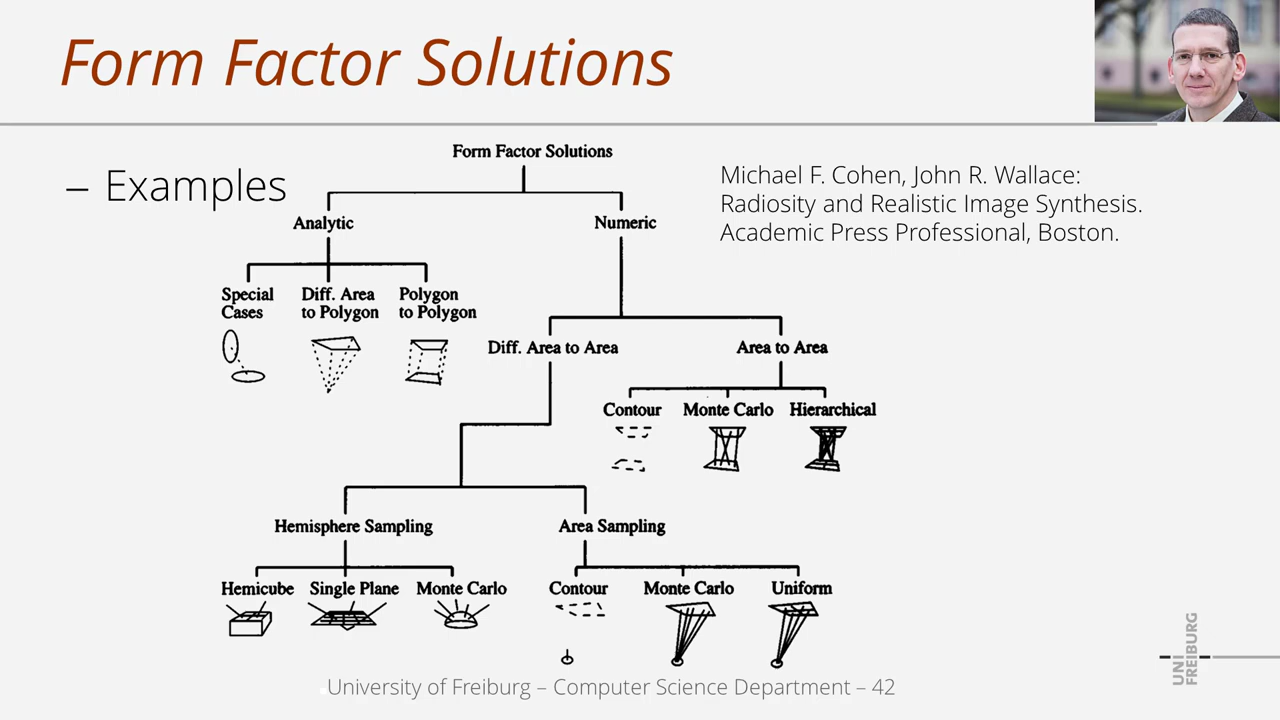 Form Factor Solutions
– Examples
Form Factor Solutions
Analytic
Numeric
Michael F. Cohen, John R. Wallace:
Radiosity and Realistic Image Synthesis.
Academic Press Professional, Boston.
Special
Cases
Diff. Area
to Polygon
Polygon
to Polygon
Diff. Area to Area
Area to Area
Contour
Monte Carlo
Hierarchical
Hemisphere Sampling
Area Sampling
Hemicube
Single Plane
Monte Carlo
Contour
Monte Carlo
Uniform
University of Freiburg – Computer Science Department – 42
UNI
FREIBURG